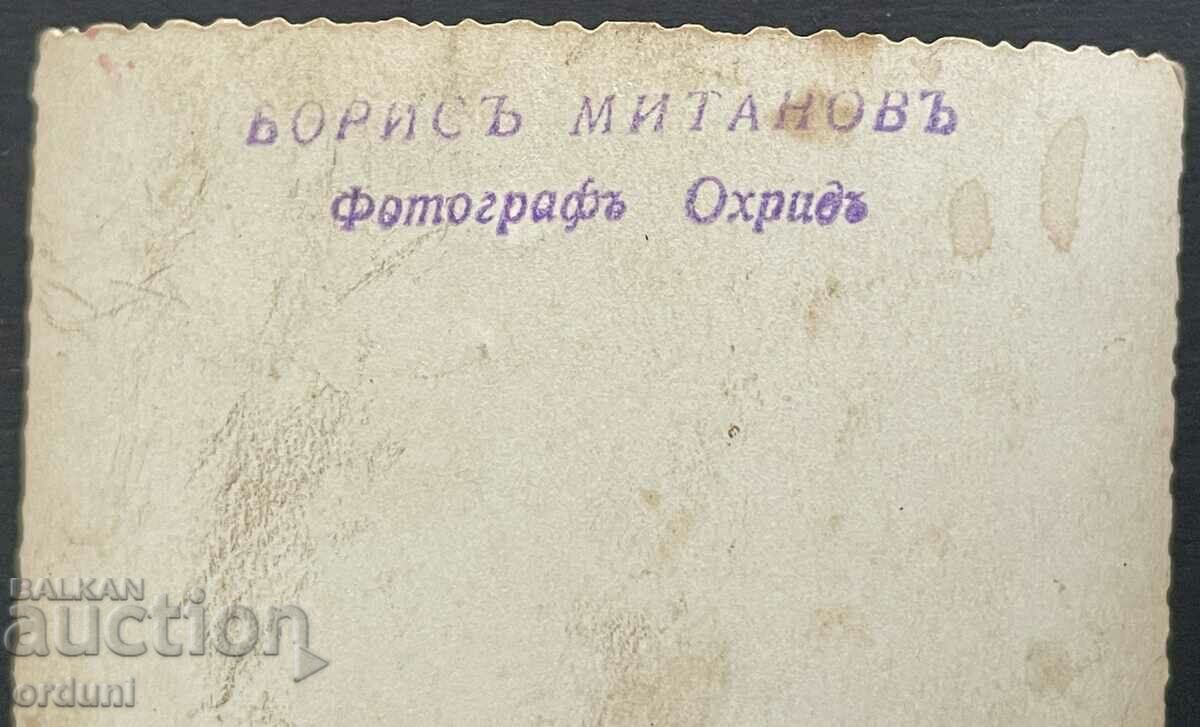 БОРИСЪ МИТАНОВЪ
Фотографъ Охридъ
BALKAN
auction
orduni